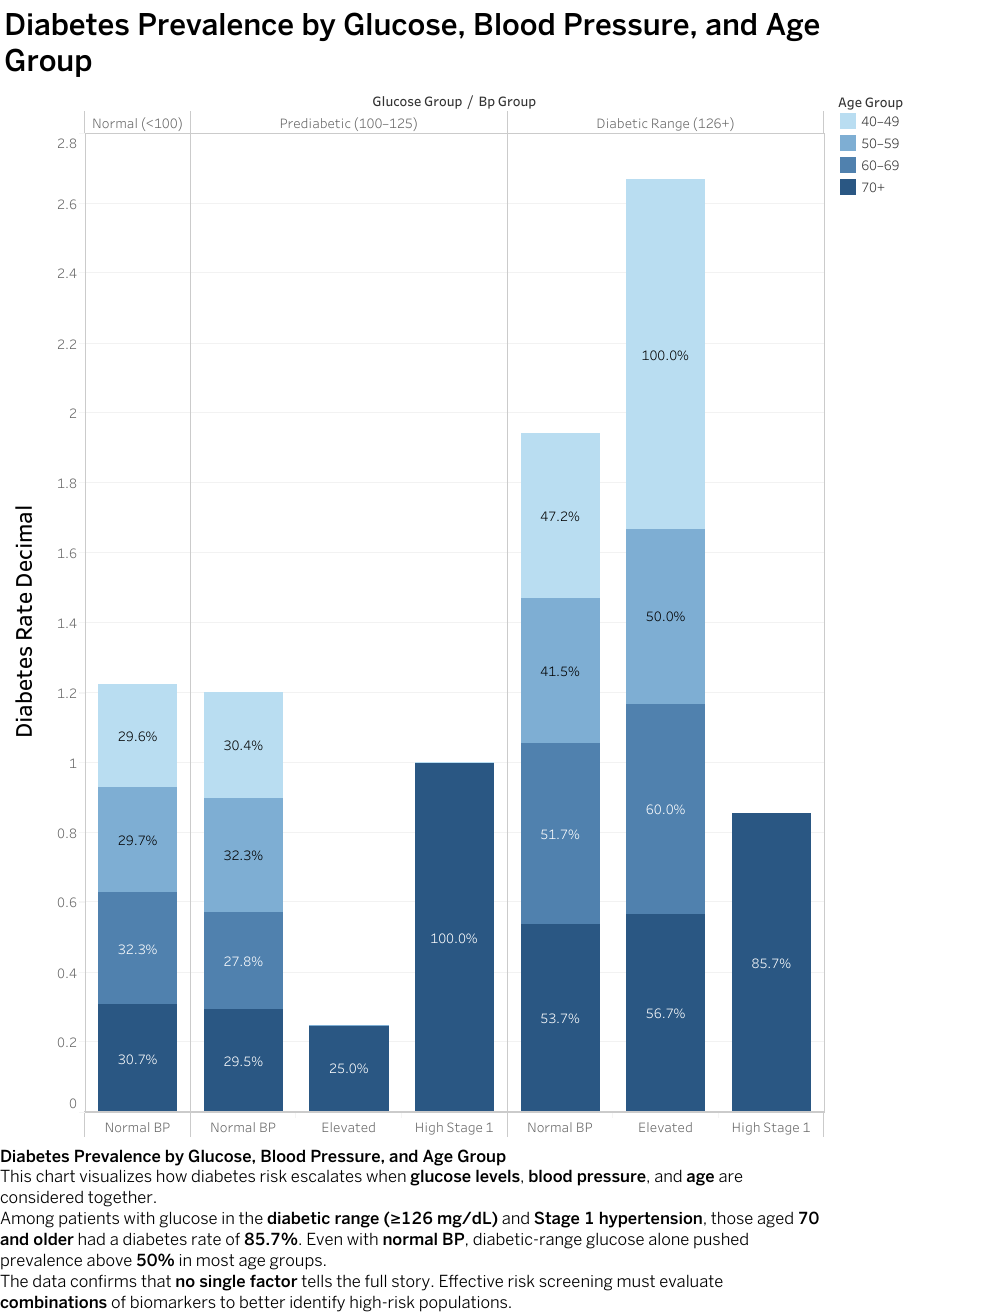 Diabetes Prevalence by Glucose, Blood Pressure, and Age
Group
Glucose Group / Bp Group
Normal (<100)
Prediabetic (100–125)
Diabetic Range (126+)
Age Group
40–49
50–59
60–69
70+
Diabetes Rate Decimal
2.8
2.6
2.4
2.2
2
1.8
1.6
1.4
1.2
1
0.8
0.6
0.4
0.2
0
29.6%
29.7%
32.3%
30.7%
30.4%
32.3%
27.8%
29.5%
25.0%
100.0%
47.2%
41.5%
51.7%
53.7%
100.0%
50.0%
60.0%
56.7%
85.7%
Normal BP
Normal BP
Elevated
High Stage 1
Normal BP
Elevated
High Stage 1
Diabetes Prevalence by Glucose, Blood Pressure, and Age Group
This chart visualizes how diabetes risk escalates when glucose levels, blood pressure, and age are
considered together.
Among patients with glucose in the diabetic range (≥126 mg/dL) and Stage 1 hypertension, those aged 70
and older had a diabetes rate of 85.7%. Even with normal BP, diabetic-range glucose alone pushed
prevalence above 50% in most age groups.
The data confirms that no single factor tells the full story. Effective risk screening must evaluate
combinations of biomarkers to better identify high-risk populations.